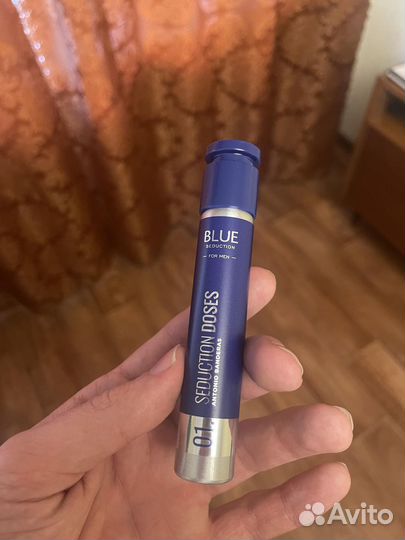 BLUE
SEDUCTION
— FOR MEN —
SEDUCTION DOSES
ANTONIO BANDERAS
01.
Avito